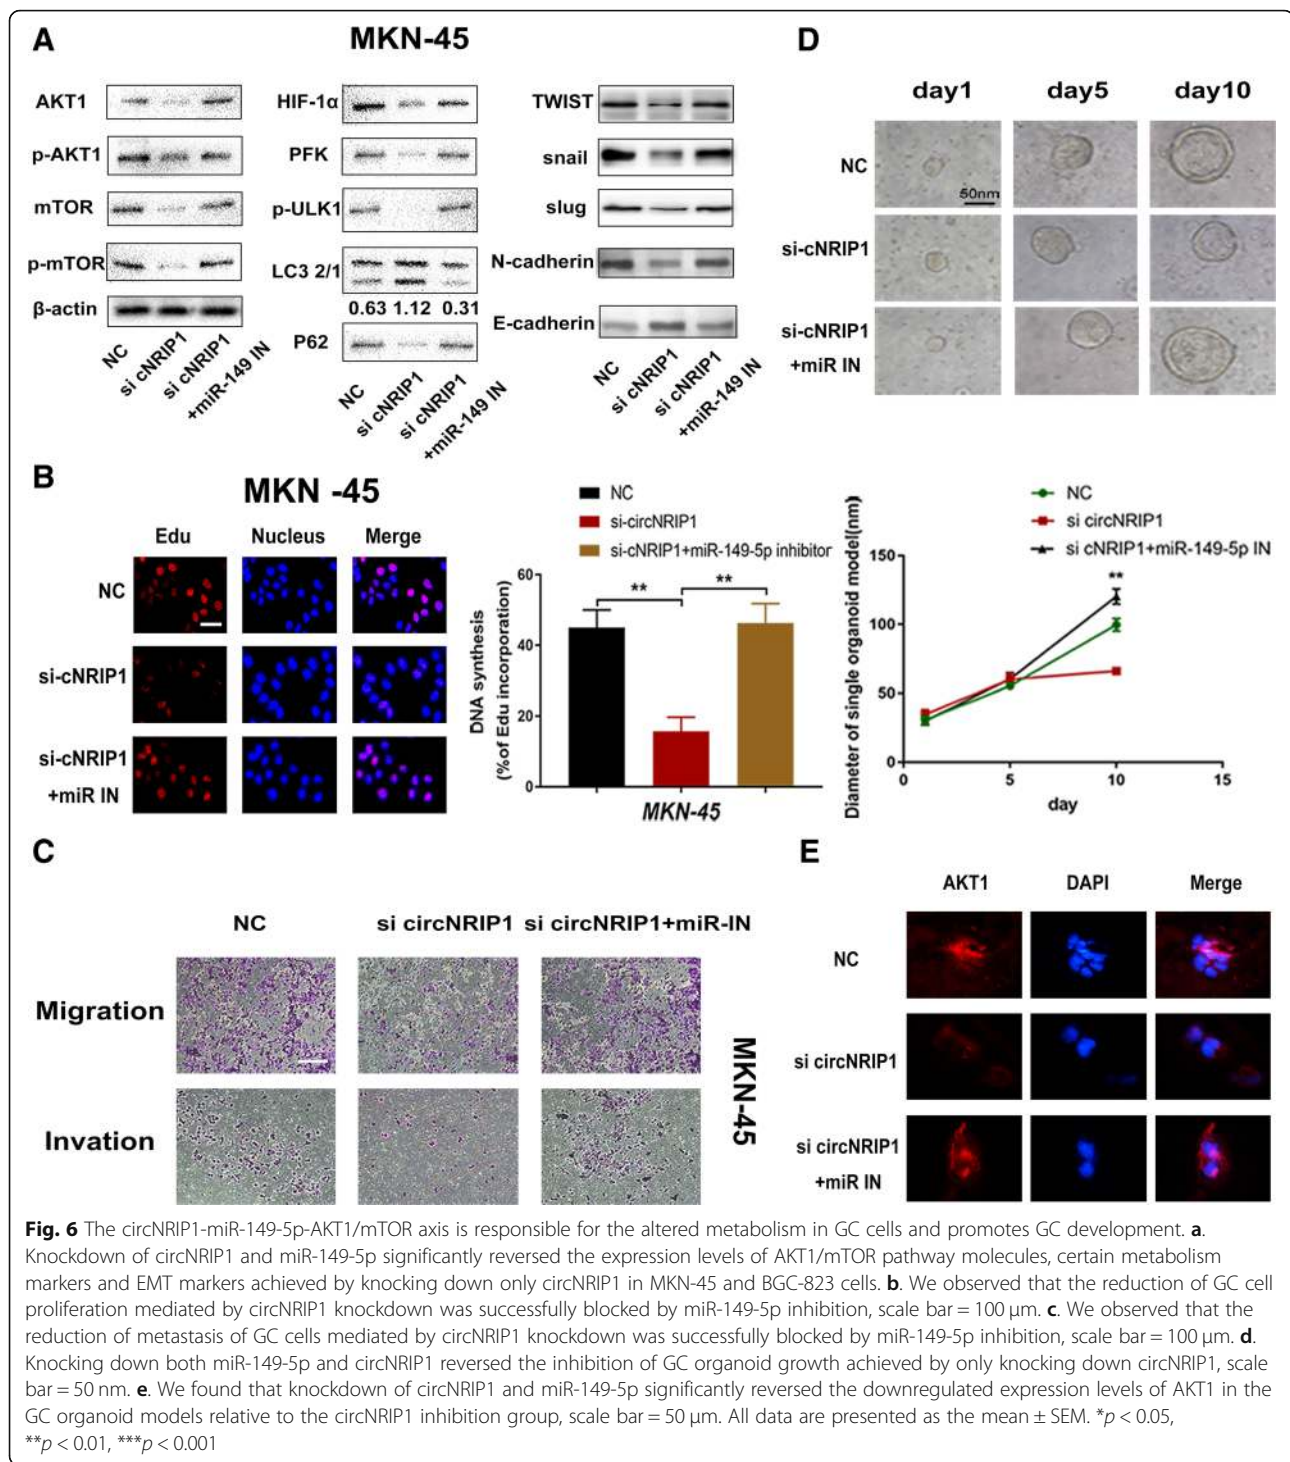 A
MKN-45
AKT1
p-AKT1
mTOR
p-mTOR
β-actin
NC
si cNRIP1
si cNRIP1
+miR-149 IN
HIF-1α
PFK
p-ULK1
LC3 2/1
0.63 1.12 0.31
P62
NC
si cNRIP1
si cNRIP1
+miR-149 IN
TWIST
snail
slug
N-cadherin
E-cadherin
NC
si cNRIP1
si cNRIP1
+miR-149 IN
D
day1 day5 day10
NC
50nm
si-cNRIP1
si-cNRIP1
+miR IN
B
MKN -45
Edu Nucleus Merge
NC
si-cNRIP1
si-cNRIP1
+miR IN
NC
si-circNRIP1
si-cNRIP1+miR-149-5p inhibitor
DNA synthesis
(%of Edu incorporation)
60
40
20
0
** **
MKN-45
NC
si circNRIP1
si cNRIP1+miR-149-5p IN
Diameter of single organoid model((nm)
150
100
50
0
**
0 5 10 15
day
C
NC si circNRIP1 si circNRIP1+miR-IN
Migration
Invation
MKN-45
E
AKT1 DAPI Merge
NC
si circNRIP1
si circNRIP1
+miR IN
Fig. 6 The circNRIP1-miR-149-5p-AKT1/mTOR axis is responsible for the altered metabolism in GC cells and promotes GC development. a.
Knockdown of circNRIP1 and miR-149-5p significantly reversed the expression levels of AKT1/mTOR pathway molecules, certain metabolism
markers and EMT markers achieved by knocking down only circNRIP1 in MKN-45 and BGC-823 cells. b. We observed that the reduction of GC cell
proliferation mediated by circNRIP1 knockdown was successfully blocked by miR-149-5p inhibition, scale bar = 100 μm. c. We observed that the
reduction of metastasis of GC cells mediated by circNRIP1 knockdown was successfully blocked by miR-149-5p inhibition, scale bar = 100 μm. d.
Knocking down both miR-149-5p and circNRIP1 reversed the inhibition of GC organoid growth achieved by only knocking down circNRIP1, scale
bar = 50 nm. e. We found that knockdown of circNRIP1 and miR-149-5p significantly reversed the downregulated expression levels of AKT1 in the
GC organoid models relative to the circNRIP1 inhibition group, scale bar = 50 μm. All data are presented as the mean ± SEM. *p < 0.05,
**p < 0.01, ***p < 0.001